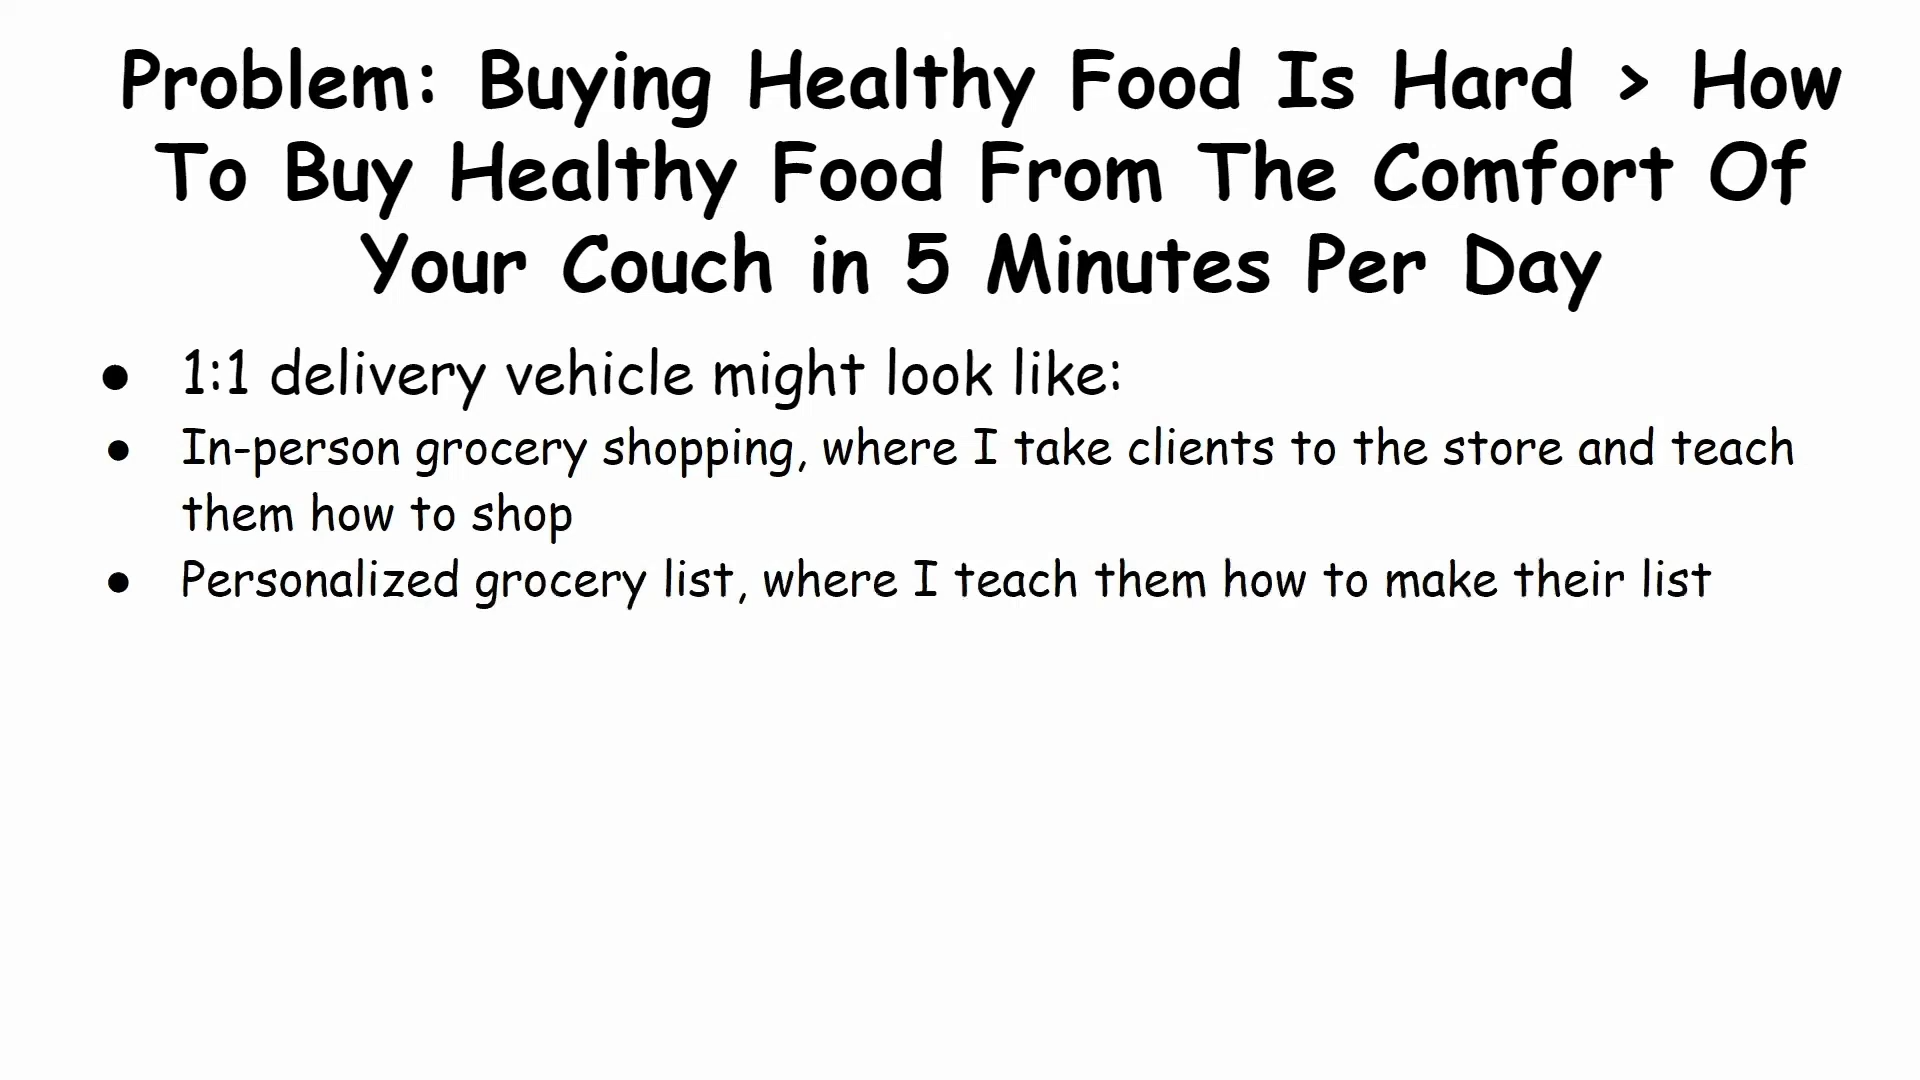 Problem: Buying Healthy Food Is Hard > How
To Buy Healthy Food From The Comfort Of
Your Couch in 5 Minutes Per Day
● 1:1 delivery vehicle might look like:
● In-person grocery shopping, where I take clients to the store and teach
them how to shop
● Personalized grocery list, where I teach them how to make their list